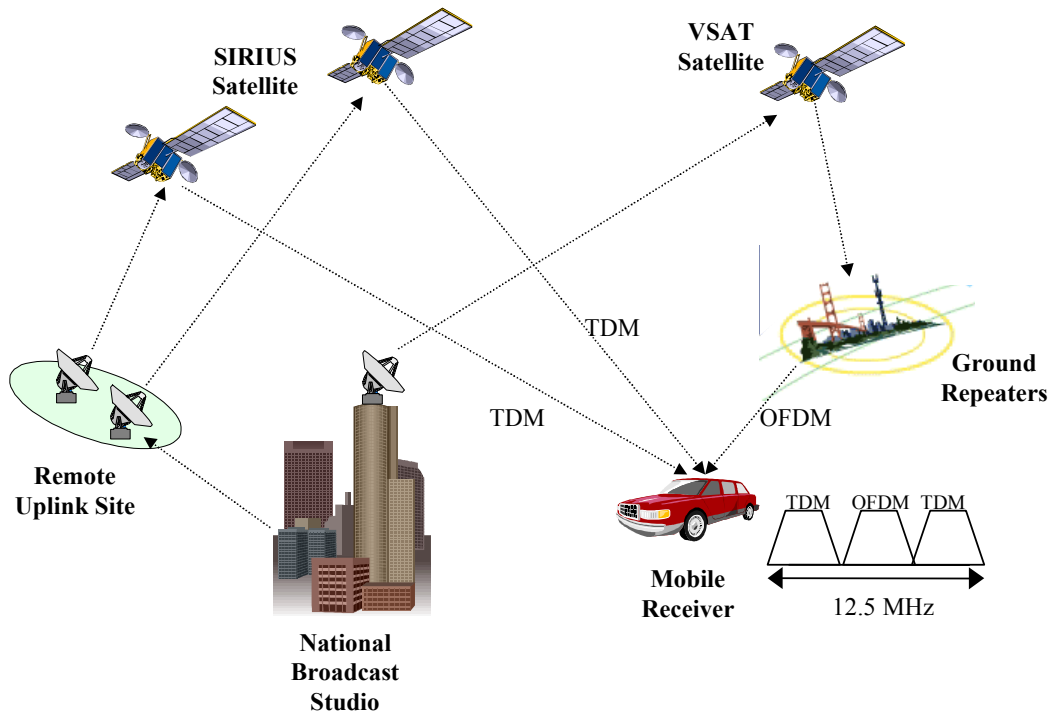 SIRIUS
Satellite
VSAT
Satellite
TDM
Ground
Repeaters
TDM
OFDM
Remote
Uplink Site
TDM OFDM TDM
Mobile
Receiver
12.5 MHz
National
Broadcast
Studio